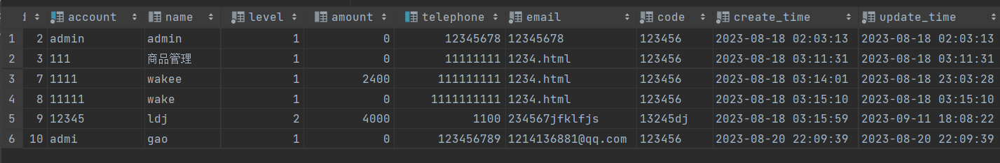 d account name level amount telephone email code create_time update_time
1 2 admin admin 1 0 12345678 12345678 123456 2023-08-18 02:03:13 2023-08-18 02:03:13
2 3 111 商品管理 1 0 11111111 1234.html 123456 2023-08-18 03:11:31 2023-08-18 03:11:31
3 7 1111 wakee 1 2400 111111111 1234.html 123456 2023-08-18 03:14:01 2023-08-18 23:03:28
4 8 11111 wake 1 0 1111111111 1234.html 123456 2023-08-18 03:15:10 2023-08-18 03:15:10
5 9 12345 ldj 2 4000 1100 234567jfklfjs 13245dj 2023-08-18 03:15:59 2023-09-11 18:08:22
6 10 admi gao 1 0 123456789 1214136881@qq.com 123456 2023-08-20 22:09:39 2023-08-20 22:09:39